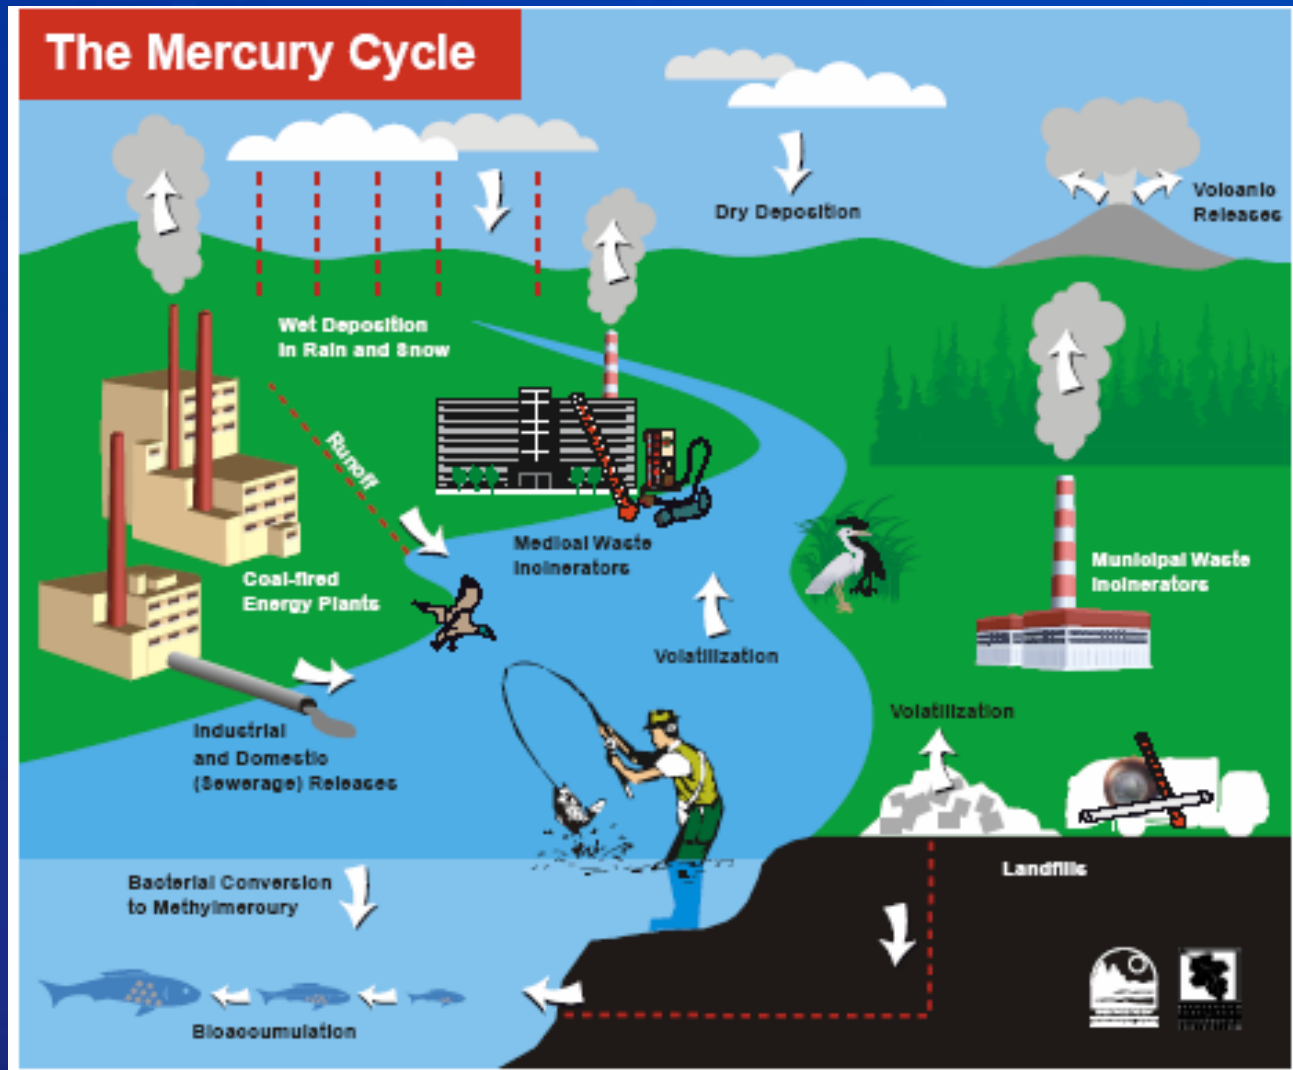 The Mercury Cycle
Volcanic
Releases
Dry Deposition
Wet Deposition
in Rain and Snow
Runoff
Medical Waste
Incinerators
Coal-fired
Energy Plants
Municipal Waste
Incinerators
Volatilization
Volatilization
Industrial
and Domestic
(Sewerage) Releases
Landfills
Bacterial Conversion
to Methylmercury
Bioaccumulation